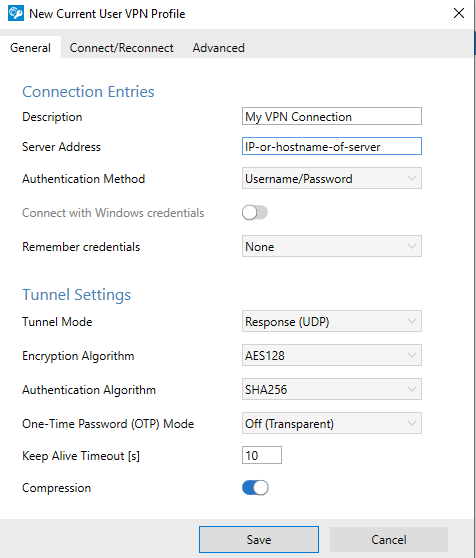 New Current User VPN Profile
General Connect/Reconnect Advanced
Connection Entries
Description My VPN Connection
Server Address IP-or-hostname-of-server
Authentication Method Username/Password
Connect with Windows credentials
Remember credentials None
Tunnel Settings
Tunnel Mode Response (UDP)
Encryption Algorithm AES128
Authentication Algorithm SHA256
One-Time Password (OTP) Mode Off (Transparent)
Keep Alive Timeout [s] 10
Compression
Save Cancel